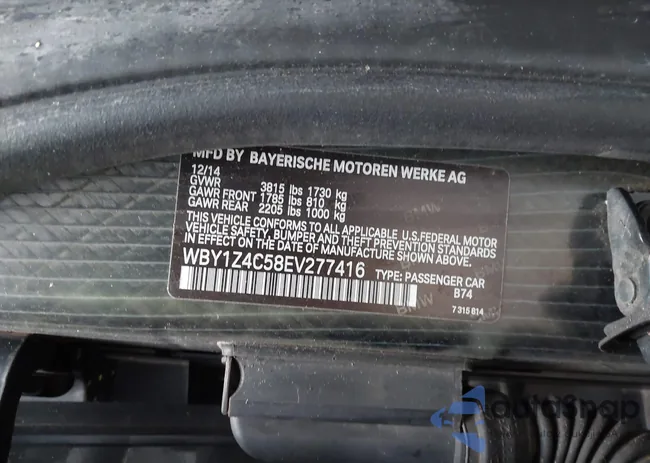 MFD BY BAYERISCHE MOTOREN WERKE AG
12/14
GVWR 3815 lbs 1730 kg
GAWR FRONT 1785 lbs 810 kg
GAWR REAR 2205 lbs 1000 kg
THIS VEHICLE CONFORMS TO ALL APPLICABLE U.S. FEDERAL MOTOR
VEHICLE SAFETY, BUMPER AND THEFT PREVENTION STANDARDS
IN EFFECT ON THE DATE OF MANUFACTURE SHOWN ABOVE.
WBY1Z4C58EV277416
TYPE: PASSENGER CAR
B74
7 315 814
autoSnap